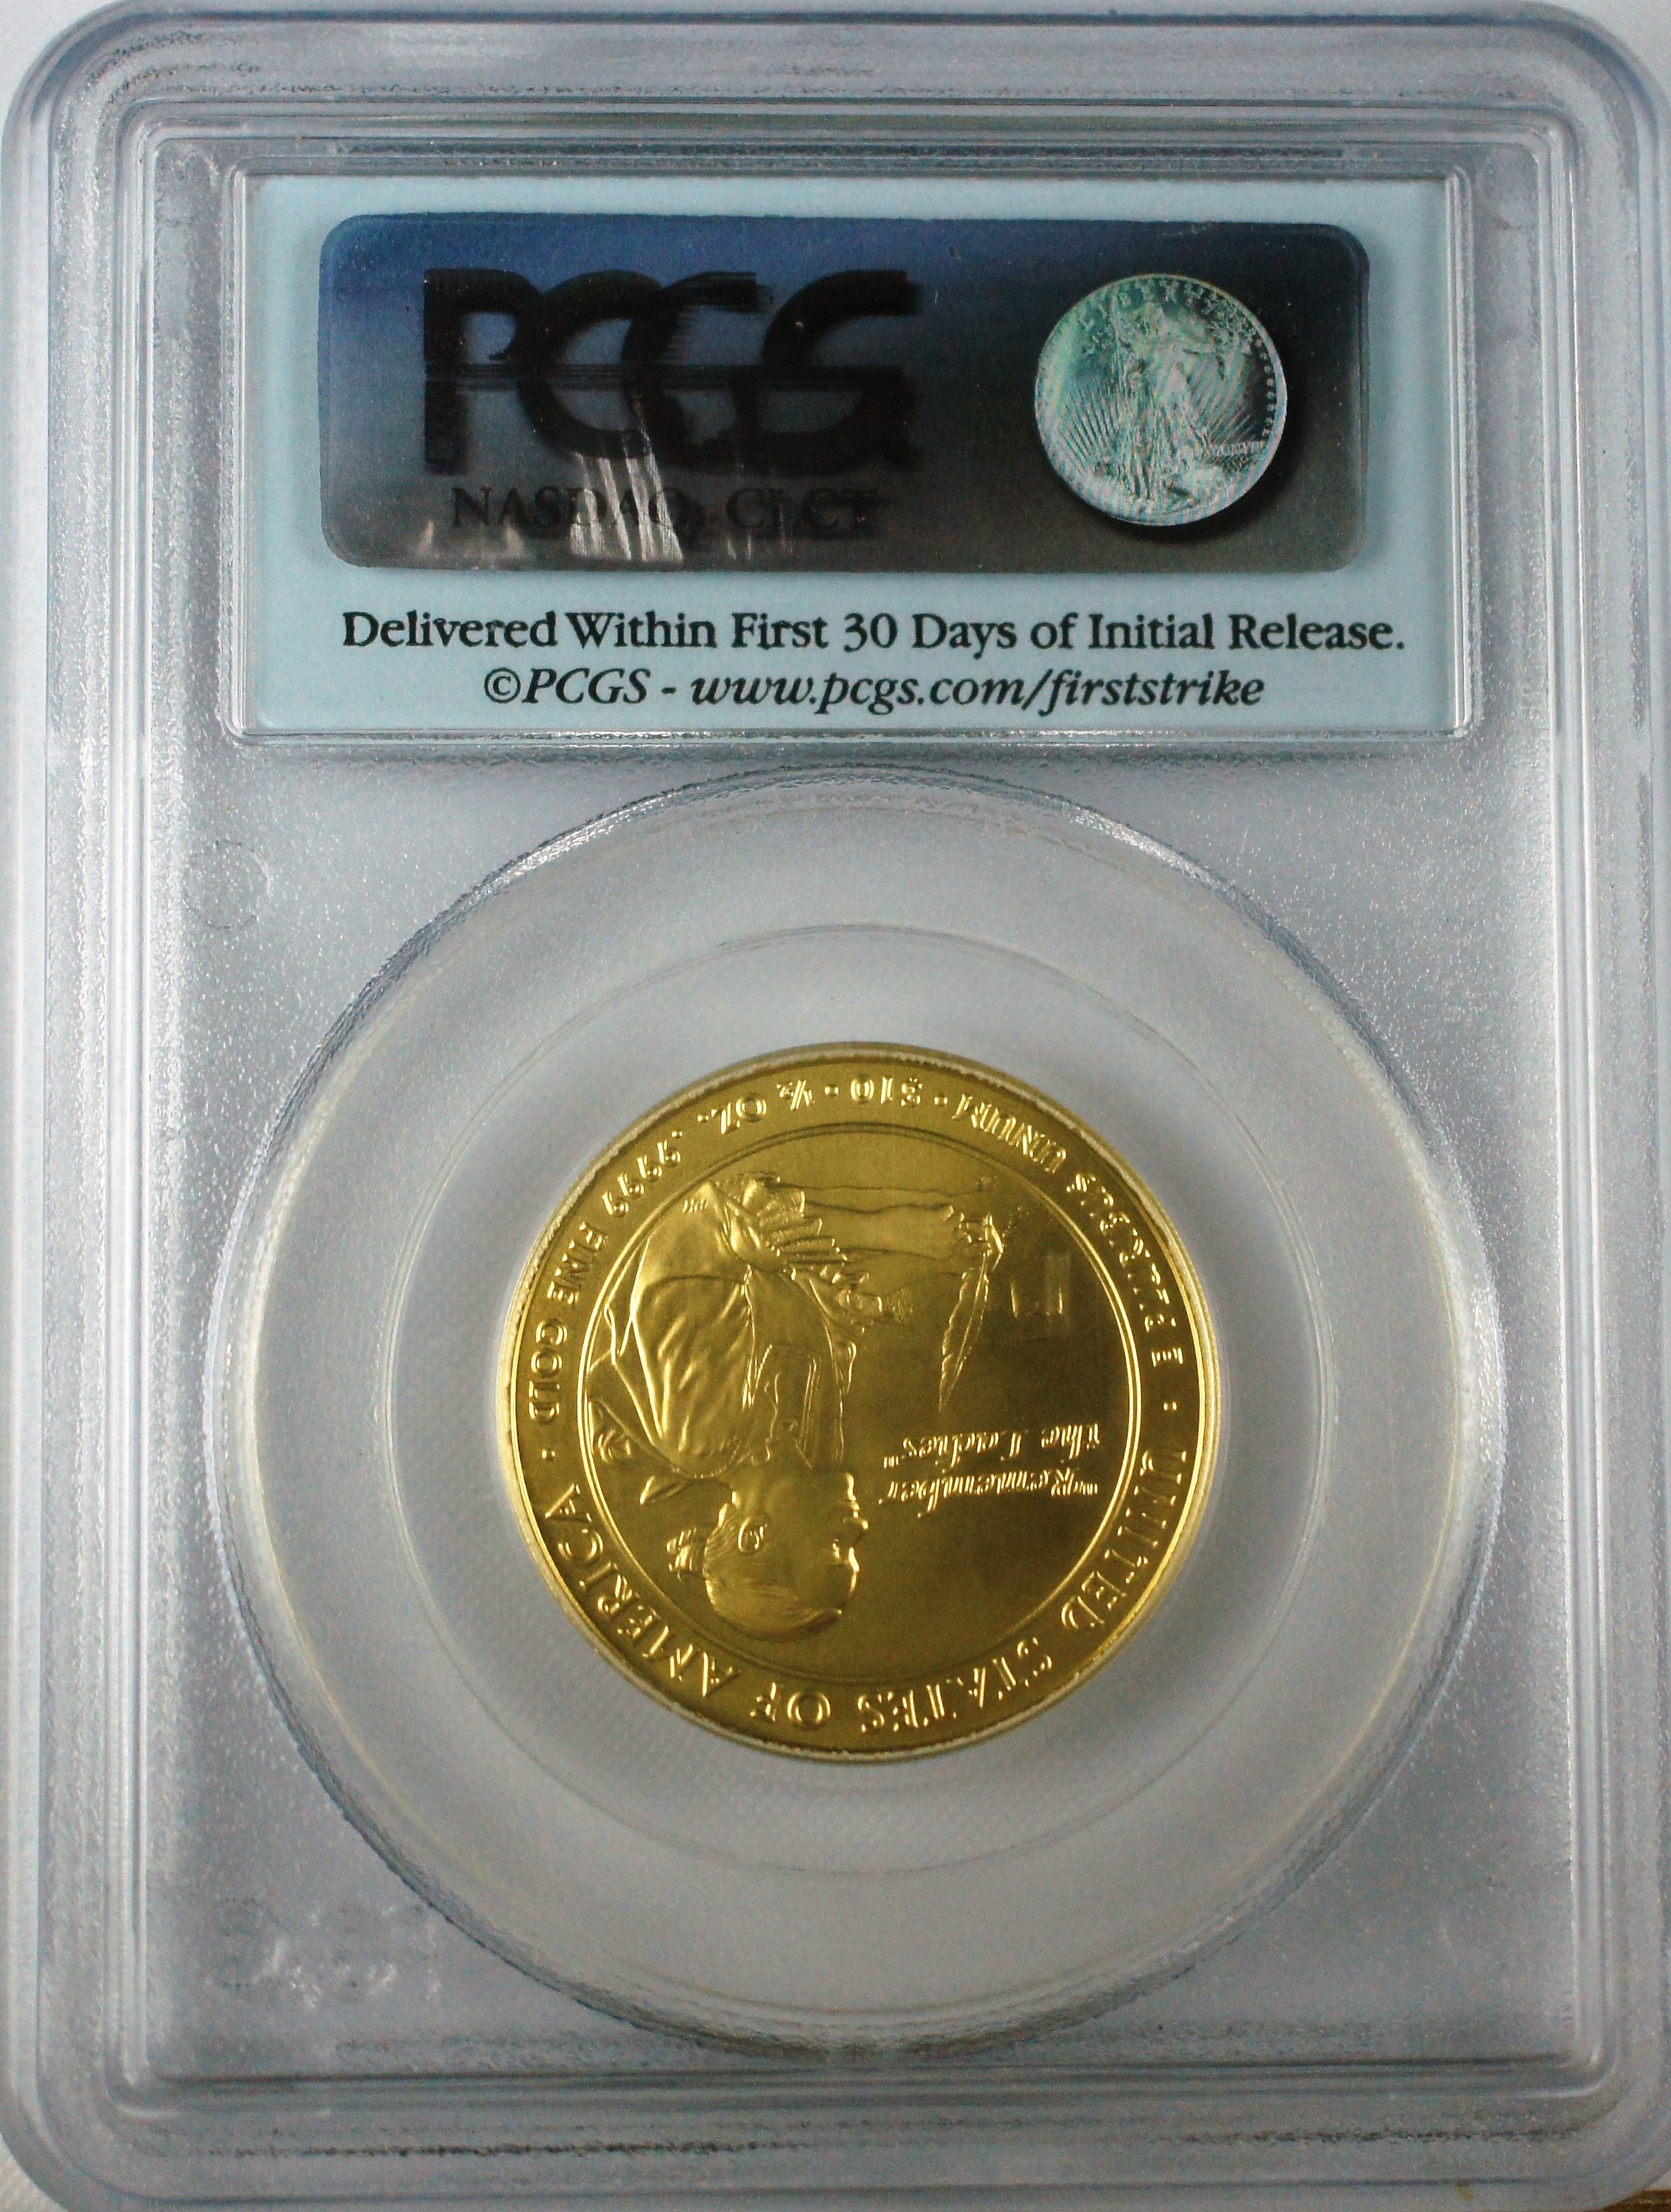 PCGS
NASDAQ: CLCT
LIBERTY
Delivered Within First 30 Days of Initial Release.
©PCGS - www.pcgs.com/firststrike
UNITED STATES OF AMERICA
"Remember
the Ladies"
E PLURIBUS UNUM · $10 · ½ OZ. .9999 FINE GOLD